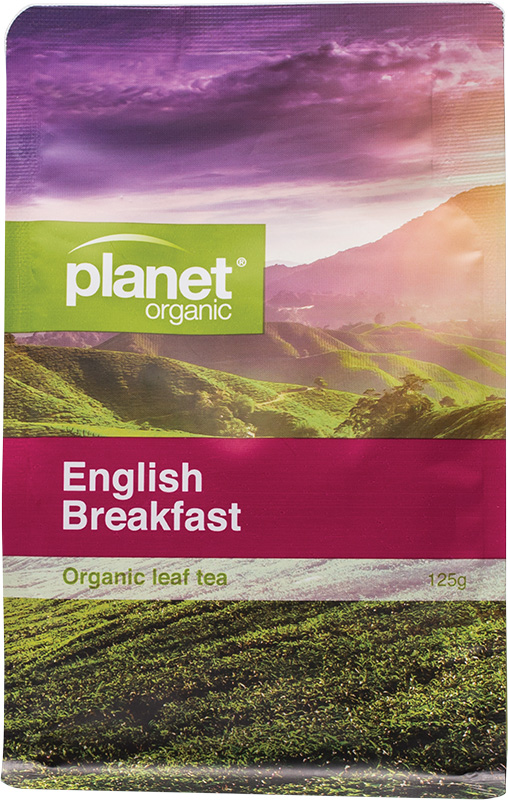 planet®
organic
English
Breakfast
Organic leaf tea
125g